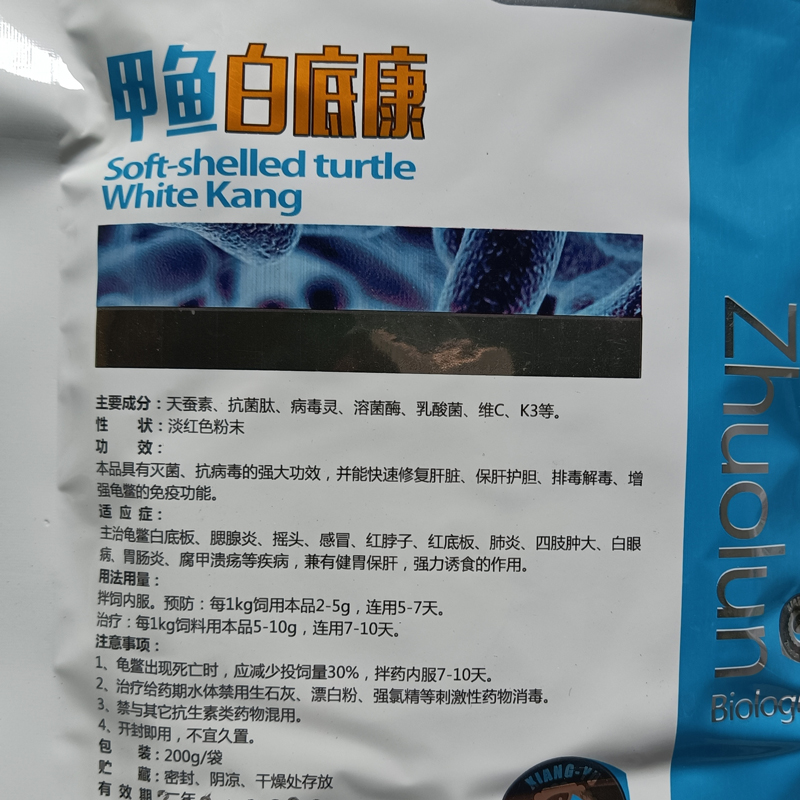 甲鱼白底康
Soft-shelled turtle
White Kang
主要成分：天蚕素、抗菌肽、病毒灵、溶菌酶、乳酸菌、维C、K3等。
性 状：淡红色粉末
功 效：
本品具有灭菌、抗病毒的强大功效，并能快速修复肝脏、保肝护胆、排毒解毒、增
强龟鳖的免疫功能。
适 应 症：
主治龟鳖白底板、腮腺炎、摇头、感冒、红脖子、红底板、肺炎、四肢肿大、白眼
病、胃肠炎、腐甲溃疡等疾病，兼有健胃保肝，强力诱食的作用。
用法用量：
拌饲内服。预防：每1kg饲用本品2-5g，连用5-7天。
治疗：每1kg饲料用本品5-10g，连用7-10天。
注意事项：
1、龟鳖出现死亡时，应减少投饲量30%，拌药内服7-10天。
2、治疗给药期水体禁用生石灰、漂白粉、强氯精等刺激性药物消毒。
3、禁与其它抗生素类药物混用。
4、开封即用，不宜久置。
包 装：200g/袋
贮 藏：密封、阴凉、干燥处存放
有 效 期：二年
Zhuolun
Biolog
XIANG-Y